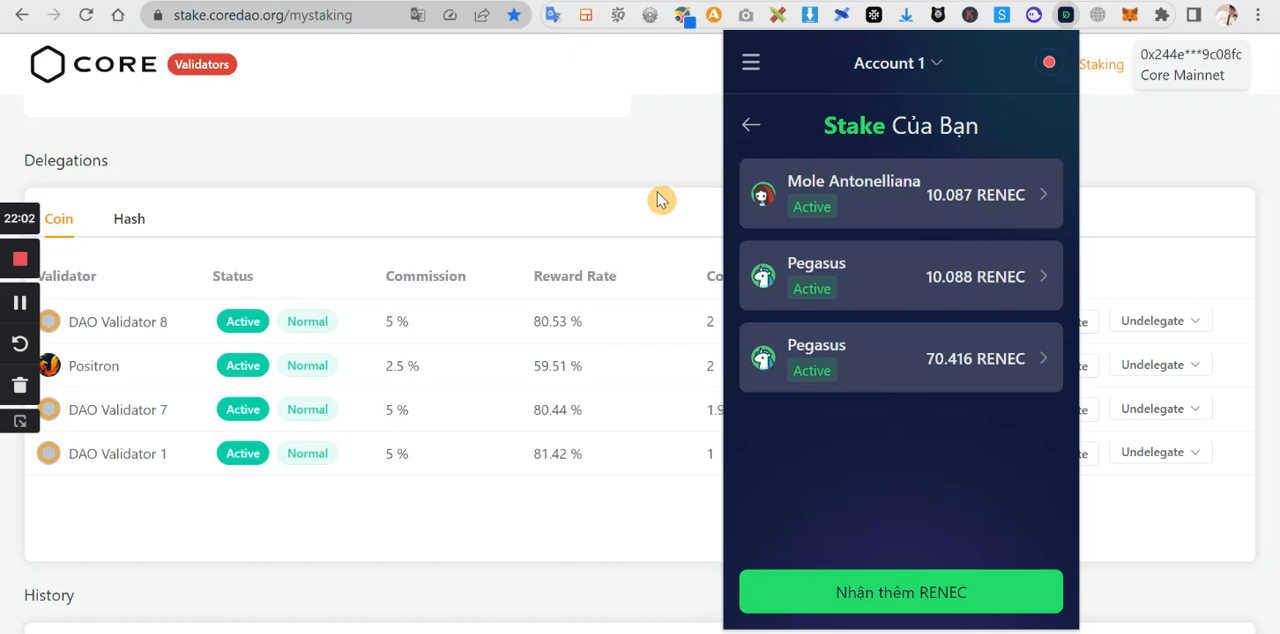 stake.coredao.org/mystaking
CORE Validators
Staking
0x244e***9c08fc
Core Mainnet
Delegations
22:02
Coin Hash
Validator Status Commission Reward Rate Co
DAO Validator 8 Active Normal 5 % 80.53 % 2 te Undelegate
Positron Active Normal 2.5 % 59.51 % 2 te Undelegate
DAO Validator 7 Active Normal 5 % 80.44 % 1.9 te Undelegate
DAO Validator 1 Active Normal 5 % 81.42 % 1 te Undelegate
History
Account 1
Stake Của Bạn
Mole Antonelliana
Active
10.087 RENEC
Pegasus
Active
10.088 RENEC
Pegasus
Active
70.416 RENEC
Nhận thêm RENEC